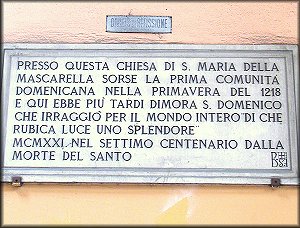 PRESSO QUESTA CHIESA DI S. MARIA DELLA
MASCARELLA SORSE LA PRIMA COMUNITÀ
DOMENICANA NELLA PRIMAVERA DEL 1218
E QUI EBBE PIÙ TARDI DIMORA S. DOMENICO
CHE IRRAGGIÒ PER IL MONDO INTERO "DI CHE
RUBICA LUCE UNO SPLENDORE"
MCMXXI NEL SETTIMO CENTENARIO DALLA
MORTE DEL SANTO